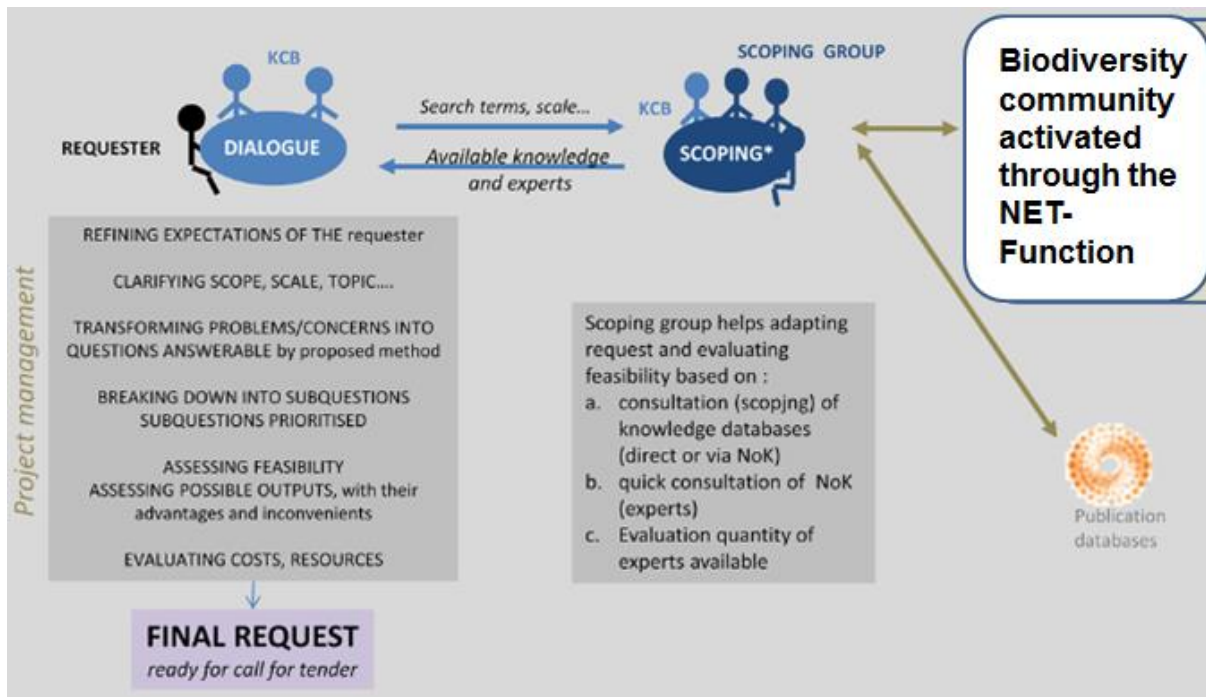 KCB
REQUESTER
DIALOGUE
Search terms, scale...
Available knowledge
and experts
SCOPING GROUP
KCB
SCOPING*
Biodiversity
community
activated
through the
NET-
Function
Project management
REFINING EXPECTATIONS OF THE requester
CLARIFYING SCOPE, SCALE, TOPIC....
TRANSFORMING PROBLEMS/CONCERNS INTO
QUESTIONS ANSWERABLE by proposed method
BREAKING DOWN INTO SUBQUESTIONS
SUBQUESTIONS PRIORITISED
ASSESSING FEASIBILITY
ASSESSING POSSIBLE OUTPUTS, with their
advantages and inconvenients
EVALUATING COSTS, RESOURCES
FINAL REQUEST
ready for call for tender
Scoping group helps adapting
request and evaluating
feasibility based on :
a. consultation (scopjng) of
knowledge databases
(direct or via NoK)
b. quick consultation of NoK
(experts)
c. Evaluation quantity of
experts available
Publication
databases